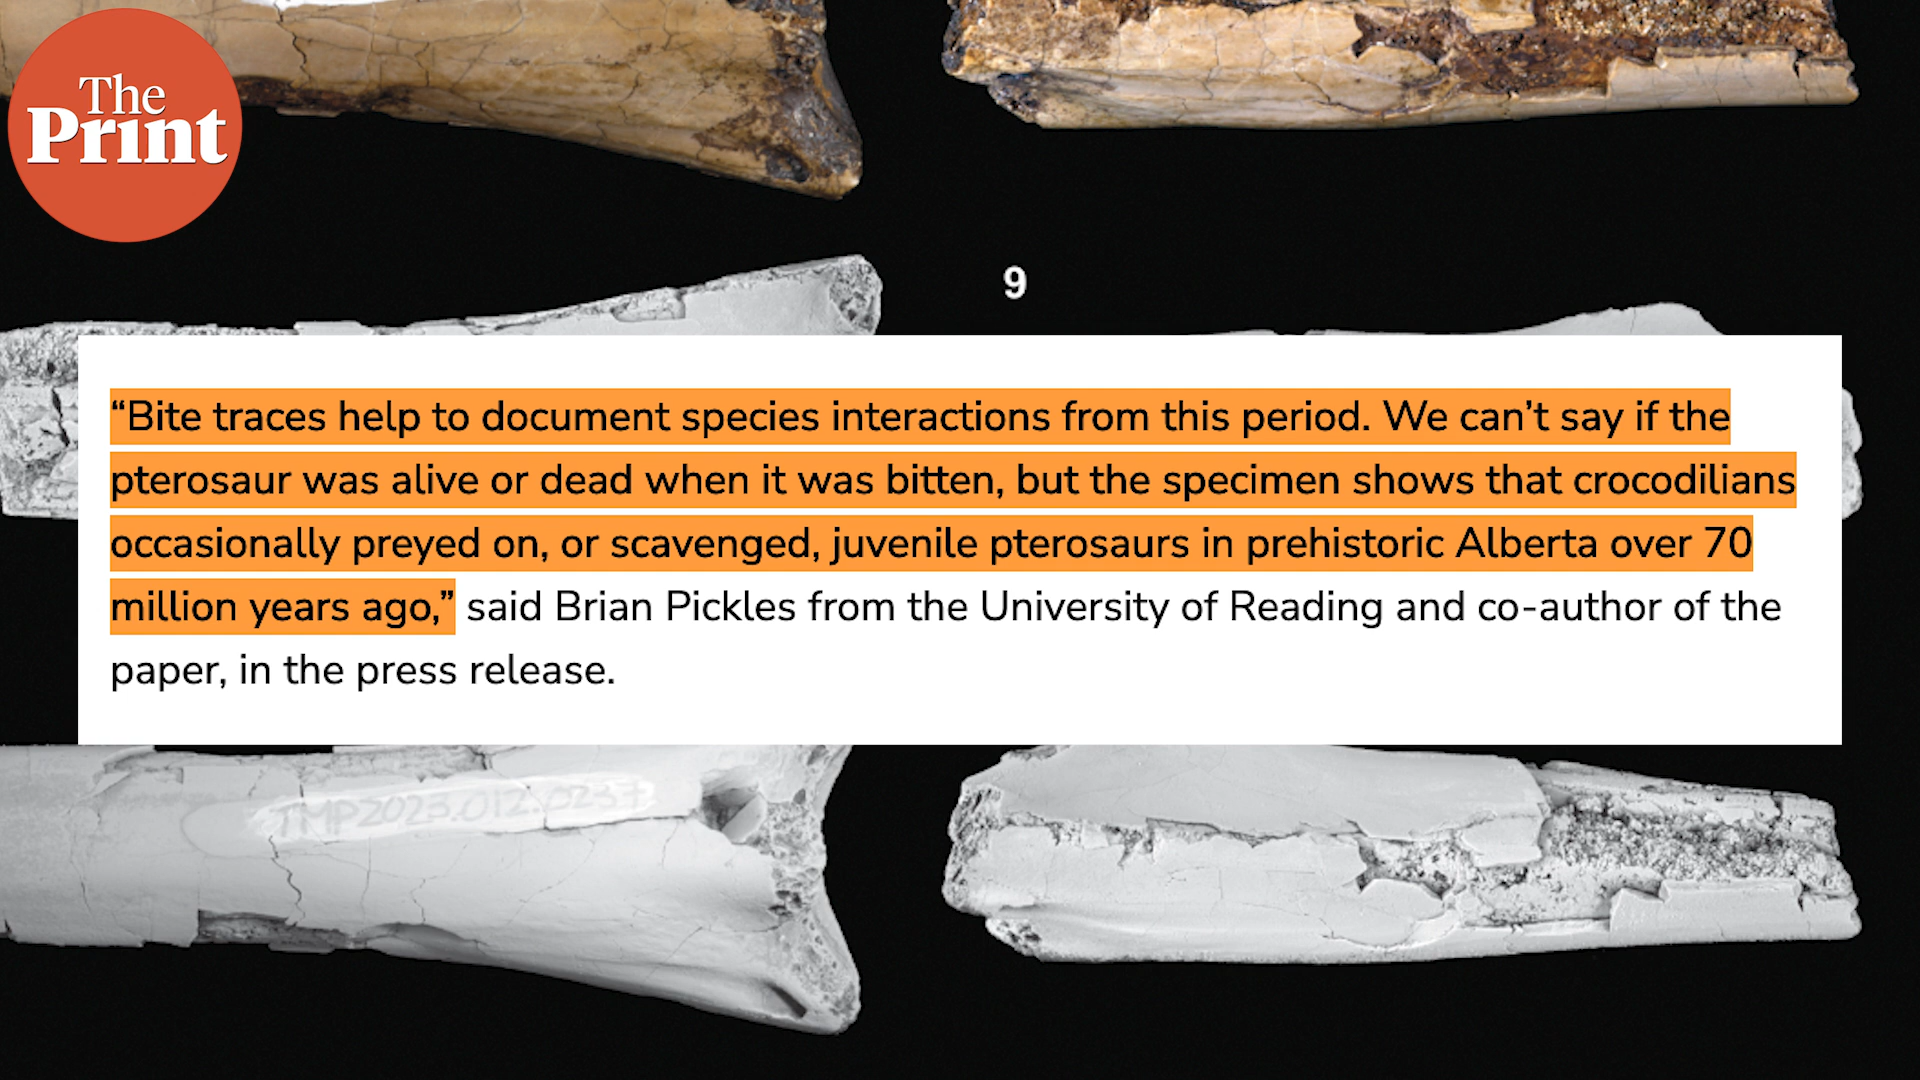 The
Print
9
“Bite traces help to document species interactions from this period. We can’t say if the
pterosaur was alive or dead when it was bitten, but the specimen shows that crocodilians
occasionally preyed on, or scavenged, juvenile pterosaurs in prehistoric Alberta over 70
million years ago,” said Brian Pickles from the University of Reading and co-author of the
paper, in the press release.
TMP2023.012.0237